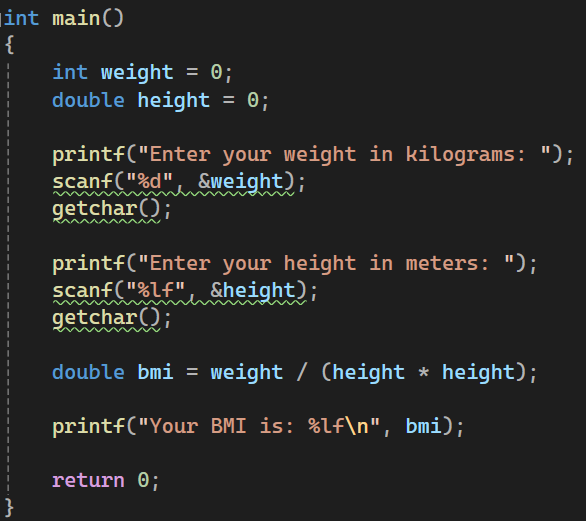 int main()
{
int weight = 0;
double height = 0;
printf("Enter your weight in kilograms: ");
scanf("%d", &weight);
getchar();
printf("Enter your height in meters: ");
scanf("%lf", &height);
getchar();
double bmi = weight / (height * height);
printf("Your BMI is: %lf\n", bmi);
return 0;
}